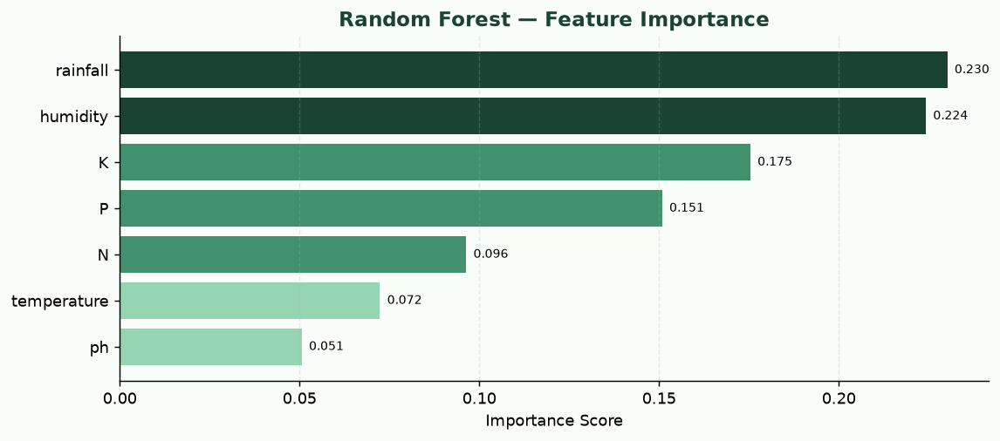 Random Forest — Feature Importance
rainfall 0.230
humidity 0.224
K 0.175
P 0.151
N 0.096
temperature 0.072
ph 0.051
0.00 0.05 0.10 0.15 0.20
Importance Score